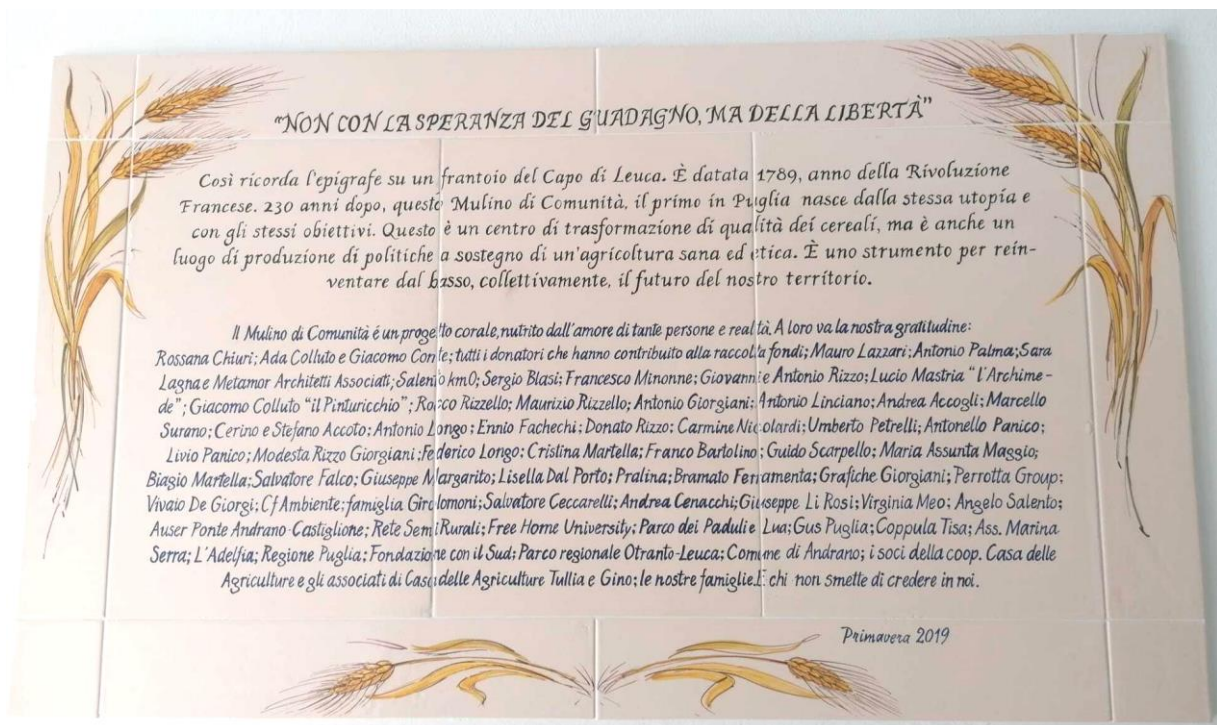 "NON CON LA SPERANZA DEL GUADAGNO, MA DELLA LIBERTÀ"
Così ricorda l'epigrafe su un frantoio del Capo di Leuca. È datata 1789, anno della Rivoluzione
Francese. 230 anni dopo, questo Mulino di Comunità, il primo in Puglia nasce dalla stessa utopia e
con gli stessi obiettivi. Questo è un centro di trasformazione di qualità dei cereali, ma è anche un
luogo di produzione di politiche a sostegno di un'agricoltura sana ed etica. È uno strumento per rein-
ventare dal basso, collettivamente, il futuro del nostro territorio.
Il Mulino di Comunità é un progetto corale, nutrito dall'amore di tante persone e realtà. A loro va la nostra gratitudine:
Rossana Chiuri; Ada Colluto e Giacomo Conte; tutti i donatori che hanno contribuito alla raccolta fondi; Mauro Lazzari; Antonio Palma; Sara
Lagna e Metamor Architetti Associati; Salento km0; Sergio Blasi; Francesco Minonne; Giovanni e Antonio Rizzo; Lucio Mastria "l'Archime-
de"; Giacomo Colluto "il Pinturicchio"; Rocco Rizzello; Maurizio Rizzello; Antonio Giorgiani; Antonio Linciano; Andrea Accogli; Marcello
Surano; Cerino e Stefano Accoto; Antonio Longo; Ennio Fachechi; Donato Rizzo; Carmine Nicolardi; Umberto Petrelli; Antonello Panico;
Livio Panico; Modesta Rizzo Giorgiani; Federico Longo; Cristina Martella; Franco Bartolino; Guido Scarpello; Maria Assunta Maggio;
Biagio Martella; Salvatore Falco; Giuseppe Margarito; Lisella Dal Porto; Pralina; Bramato Ferramenta; Grafiche Giorgiani; Perrotta Group;
Vivaio De Giorgi; Cf Ambiente; famiglia Girolomoni; Salvatore Ceccarelli; Andrea Cenacchi; Giuseppe Li Rosi; Virginia Meo; Angelo Salento;
Auser Ponte Andrano-Castiglione; Rete Semi Rurali; Free Home University; Parco dei Paduli e Lua; Gus Puglia; Coppula Tisa; Ass. Marina
Serra; L'Adelfia; Regione Puglia; Fondazione con il Sud; Parco regionale Otranto-Leuca; Comune di Andrano; i soci della coop. Casa delle
Agriculture e gli associati di Casa delle Agriculture Tullia e Gino; le nostre famiglie. E chi non smette di credere in noi.
Primavera 2019